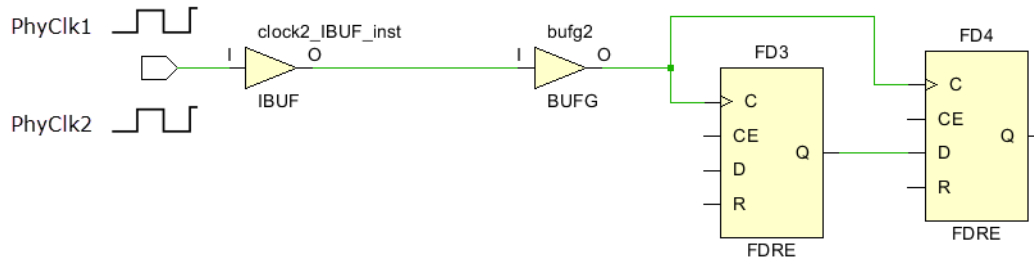 PhyClk1
clock2_IBUF_inst
bufg2
FD4
I
O
I
O
FD3
IBUF
BUFG
C
C
PhyClk2
CE
CE
Q
Q
D
D
R
R
FDRE
FDRE